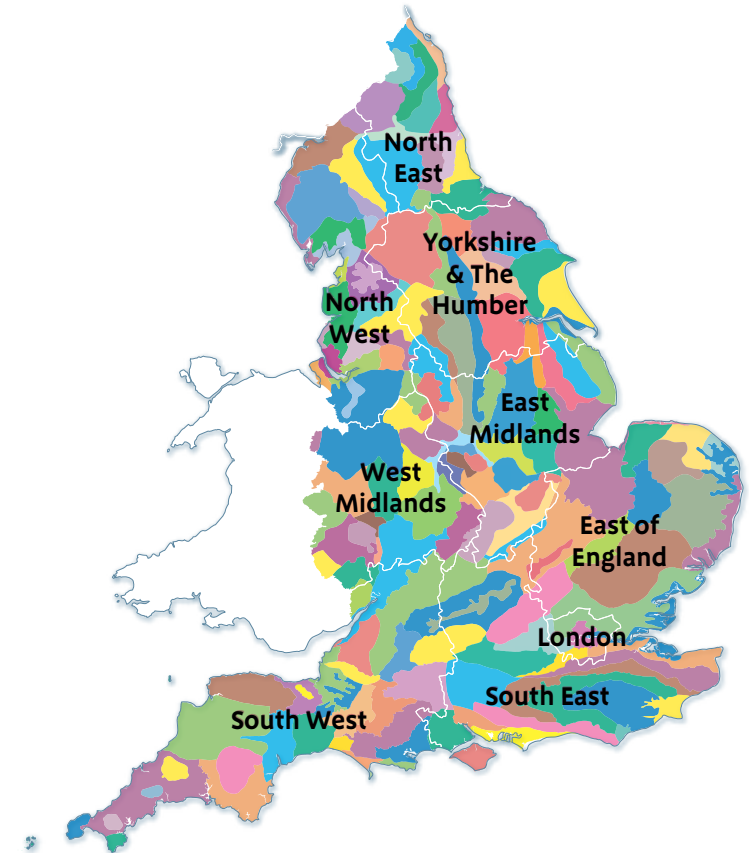 North
East
Yorkshire
& The
Humber
North
West
East
Midlands
West
Midlands
East of
England
London
South East
South West